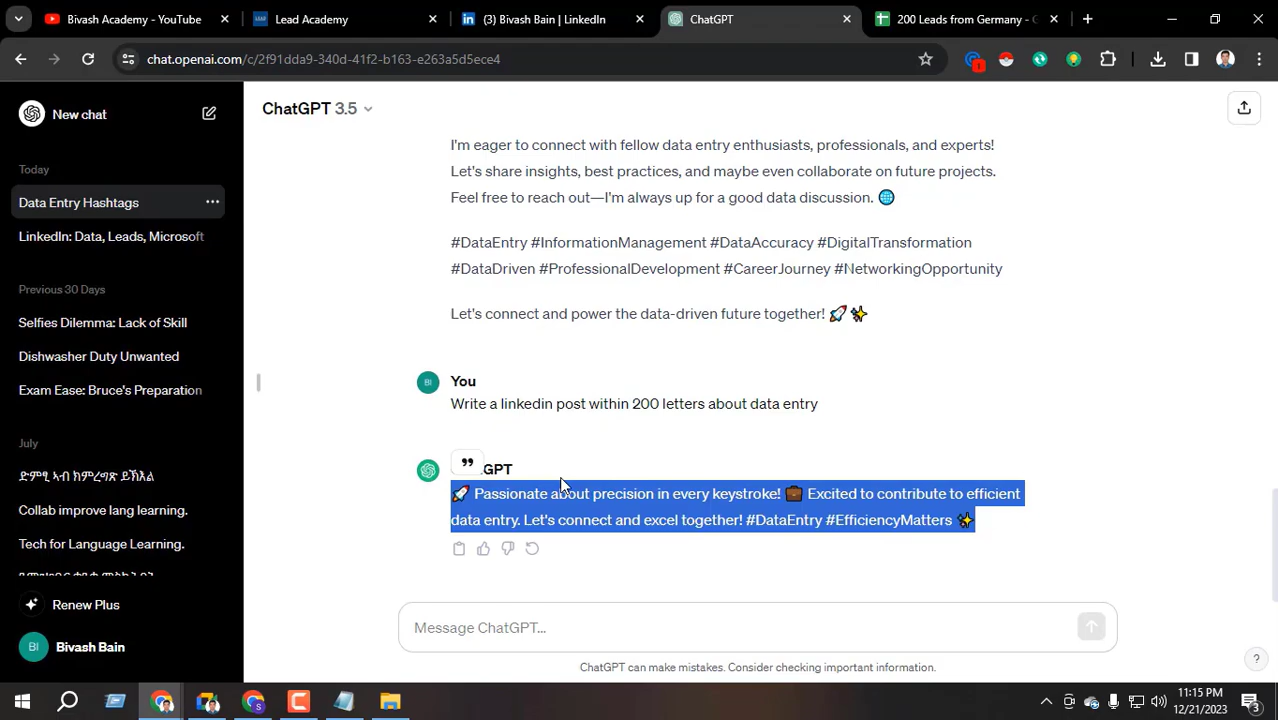 Bivash Academy - YouTube
Lead Academy
(3) Bivash Bain | LinkedIn
ChatGPT
200 Leads from Germany - G
chat.openai.com/c/2f91dda9-340d-41f2-b163-e263a5d5ece4
New chat
Today
Data Entry Hashtags
LinkedIn: Data, Leads, Microsoft
Previous 30 Days
Selfies Dilemma: Lack of Skill
Dishwasher Duty Unwanted
Exam Ease: Bruce's Preparation
July
ድምፂ ኣብ ክምረግጽ ይኽእል
Collab improve lang learning.
Tech for Language Learning.
Renew Plus
BI
Bivash Bain
ChatGPT 3.5
I'm eager to connect with fellow data entry enthusiasts, professionals, and experts!
Let's share insights, best practices, and maybe even collaborate on future projects.
Feel free to reach out—I'm always up for a good data discussion. 🌐
#DataEntry #InformationManagement #DataAccuracy #DigitalTransformation
#DataDriven #ProfessionalDevelopment #CareerJourney #NetworkingOpportunity
Let's connect and power the data-driven future together! 🚀 ✨
BI
You
Write a linkedin post within 200 letters about data entry
GPT
🚀 Passionate about precision in every keystroke! 💼 Excited to contribute to efficient
data entry. Let's connect and excel together! #DataEntry #EfficiencyMatters ✨
Message ChatGPT...
ChatGPT can make mistakes. Consider checking important information.
?
11:15 PM
12/21/2023
3